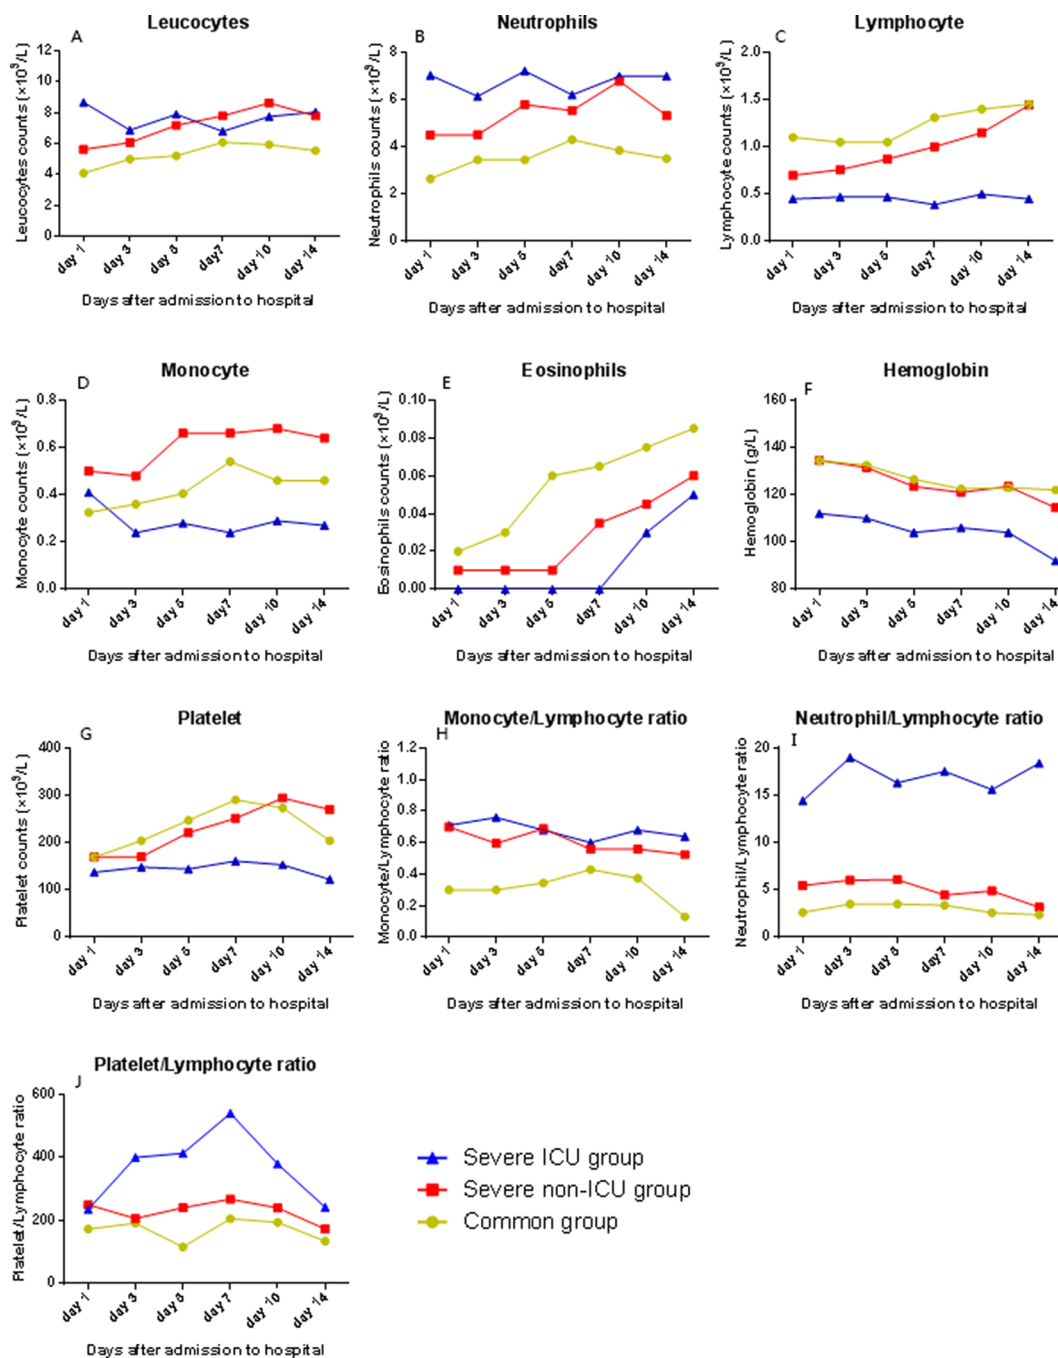 Leucocytes
A
Leucocytes counts (×10⁹/L)
12
10
8
6
4
2
0
day 1
day 3
day 5
day7
day 10
day 14
Days after admission to hospital
Neutrophils
B
Neutrophils counts (×10⁹/L)
8
6
4
2
0
day 1
day 3
day 5
day 7
day 10
day 14
Days after admission to hospital
Lymphocyte
C
Lymphocyte counts (×10⁹/L)
2.0
1.5
1.0
0.5
0.0
day 1
day 3
day 5
day 7
day 10
day 14
Days after admission to hospital
Monocyte
D
Monocyte counts (×10⁹/L)
0.8
0.6
0.4
0.2
0.0
day 1
day 3
day 5
day7
day 10
day 14
Days after admission to hospital
Eosinophils
E
Eosinophils counts (×10⁹/L)
0.10
0.08
0.06
0.04
0.02
0.00
day 1
day 3
day 5
day 7
day 10
day 14
Days after admission to hospital
Hemoglobin
F
Hemoglobin (g/L)
160
140
120
100
80
day 1
day 3
day 5
day 7
day 10
day 14
Days after admission to hospital
Platelet
G
Platelet counts (×10⁹/L)
400
300
200
100
0
day 1
day 3
day 5
day 7
day 10
day 14
Days after admission to hospital
Monocyte/Lymphocyte ratio
H
Monocyte/Lymphocyte ratio
1.2
1.0
0.8
0.6
0.4
0.2
0.0
day 1
day 3
day 5
day7
day 10
day 14
Days after admission to hospital
Neutrophil/Lymphocyte ratio
I
Neutrophil/Lymphocyte ratio
20
15
10
5
0
day 1
day 3
day 5
day 7
day 10
day 14
Days after admission to hospital
Platelet/Lymphocyte ratio
J
Platelet/Lymphocyte ratio
600
400
200
0
day 1
day 3
day 5
day 7
day 10
day 14
Days after admission to hospital
Severe ICU group
Severe non-ICU group
Common group